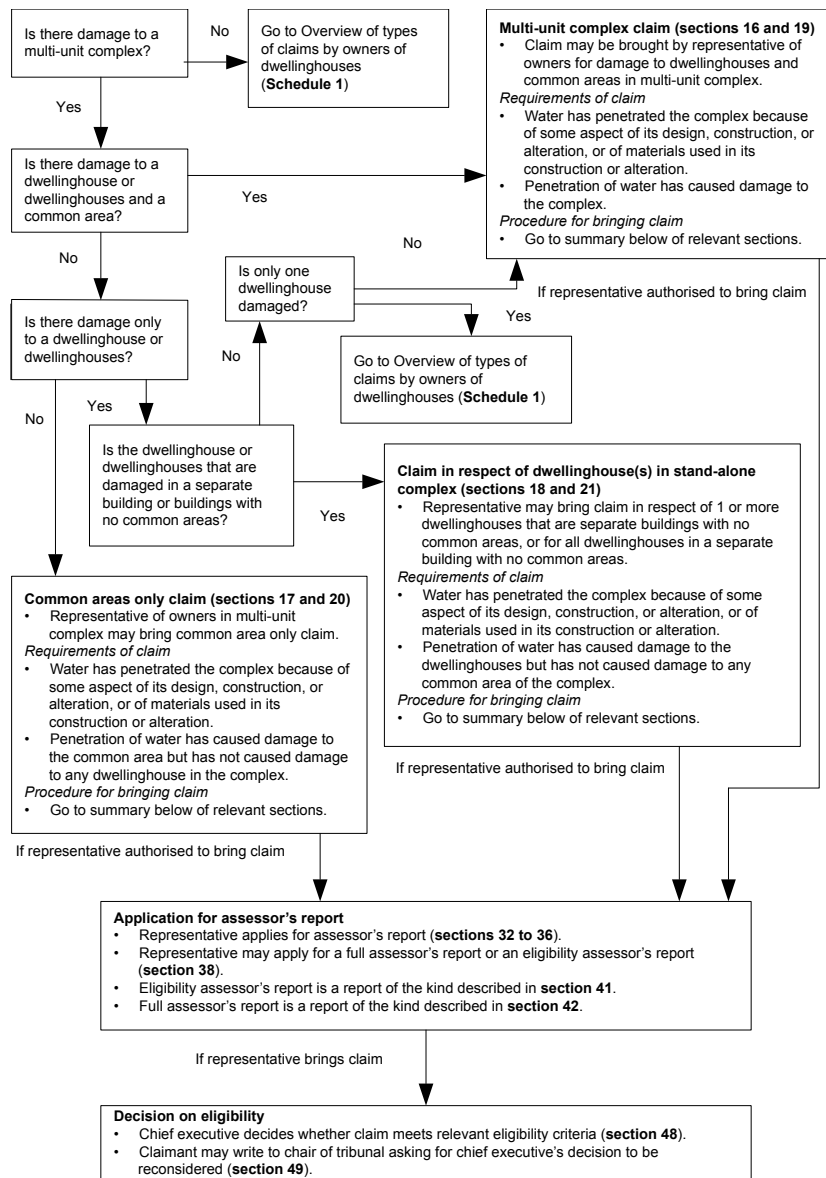 Is there damage to a
multi-unit complex?
No
Go to Overview of types
of claims by owners of
dwellinghouses
(Schedule 1)
Multi-unit complex claim (sections 16 and 19)
• Claim may be brought by representative of
owners for damage to dwellinghouses and
common areas in multi-unit complex.
Requirements of claim
• Water has penetrated the complex because
of some aspect of its design, construction, or
alteration, or of materials used in its
construction or alteration.
• Penetration of water has caused damage to
the complex.
Procedure for bringing claim
• Go to summary below of relevant sections.
Yes
Is there damage to a
dwellinghouse or
dwellinghouses and a
common area?
Yes
No
No
Is only one
dwellinghouse
damaged?
If representative authorised to bring claim
Yes
Is there damage only
to a dwellinghouse or
dwellinghouses?
No
Go to Overview of types of
claims by owners of
dwellinghouses (Schedule 1)
No
Yes
Is the dwellinghouse or
dwellinghouses that are
damaged in a separate
building or buildings with
no common areas?
Yes
Claim in respect of dwellinghouse(s) in stand-alone
complex (sections 18 and 21)
• Representative may bring claim in respect of 1 or more
dwellinghouses that are separate buildings with no
common areas, or for all dwellinghouses in a separate
building with no common areas.
Requirements of claim
• Water has penetrated the complex because of some
aspect of its design, construction, or alteration, or of
materials used in its construction or alteration.
• Penetration of water has caused damage to the
dwellinghouses but has not caused damage to any
common area of the complex.
Procedure for bringing claim
• Go to summary below of relevant sections.
Common areas only claim (sections 17 and 20)
• Representative of owners in multi-unit
complex may bring common area only claim.
Requirements of claim
• Water has penetrated the complex because of
some aspect of its design, construction, or
alteration, or of materials used in its
construction or alteration.
• Penetration of water has caused damage to
the common area but has not caused damage
to any dwellinghouse in the complex.
Procedure for bringing claim
• Go to summary below of relevant sections.
If representative authorised to bring claim
If representative authorised to bring claim
Application for assessor's report
• Representative applies for assessor's report (sections 32 to 36).
• Representative may apply for a full assessor's report or an eligibility assessor's report
(section 38).
• Eligibility assessor's report is a report of the kind described in section 41.
• Full assessor's report is a report of the kind described in section 42.
If representative brings claim
Decision on eligibility
• Chief executive decides whether claim meets relevant eligibility criteria (section 48).
• Claimant may write to chair of tribunal asking for chief executive's decision to be
reconsidered (section 49).